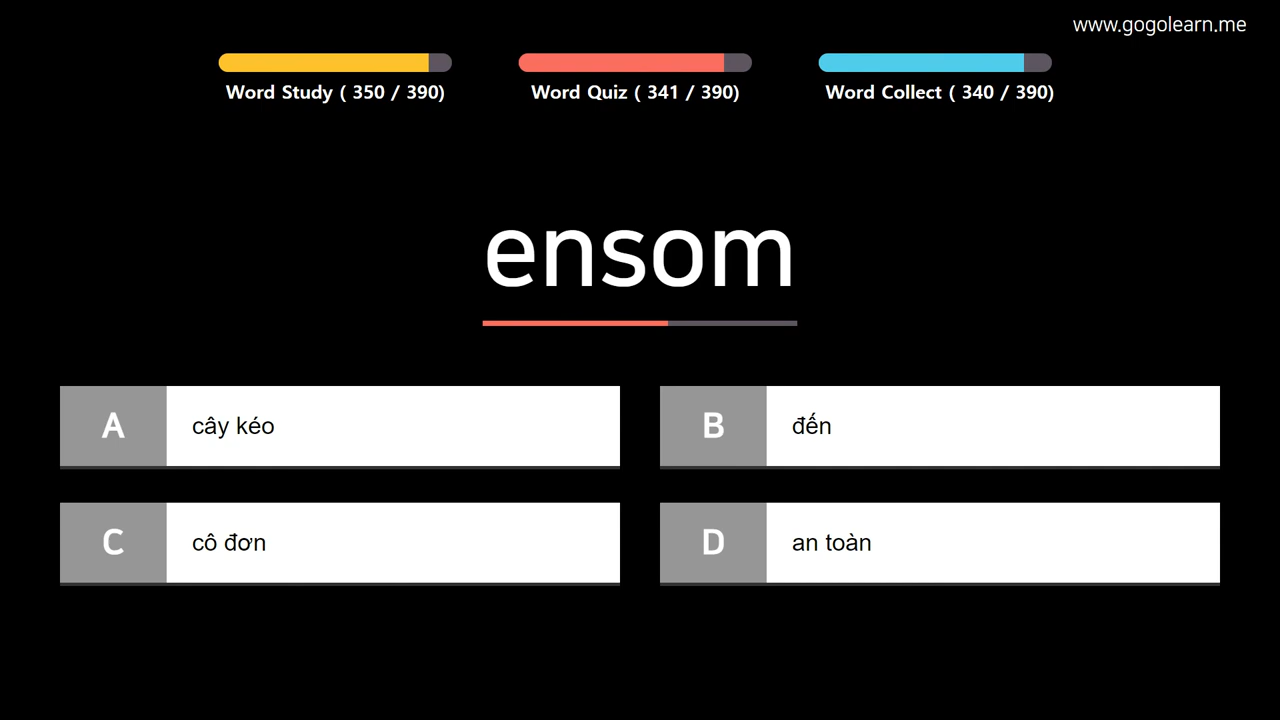 www.gogolearn.me
Word Study ( 350 / 390)
Word Quiz ( 341 / 390)
Word Collect ( 340 / 390)
ensom
A
cây kéo
B
đến
C
cô đơn
D
an toàn